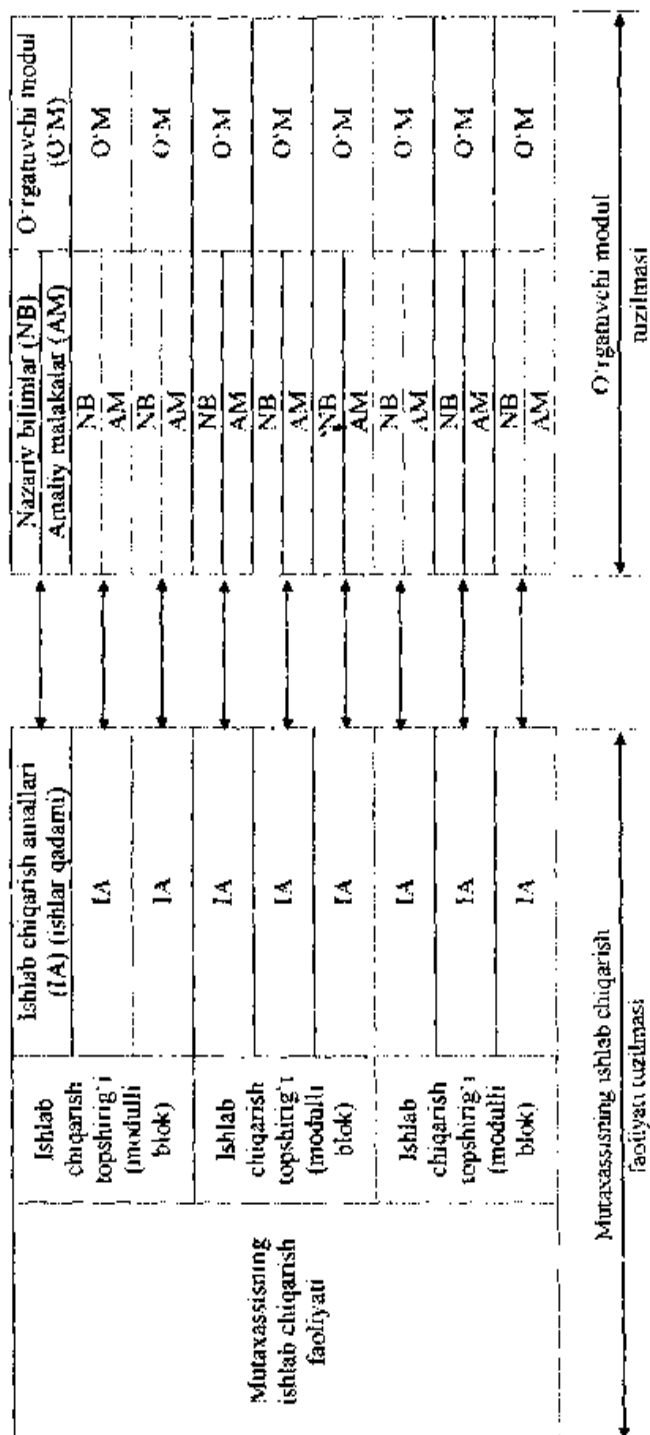 Mutaxassisning
ishlab chiqarish
faoliyati
Ishlab
chiqarish
topshirig`i
(modulli
blok)
Ishlab
chiqarish
topshirig`i
(modulli
blok)
Ishlab
chiqarish
topshirig`i
(modulli
blok)
Ishlab chiqarish amallari
(IA) (ishlar qadami)
IA
IA
IA
IA
IA
IA
IA
IA
Nazariy bilimlar (NB)
Amaliy malakalar (AM)
NB
AM
NB
AM
NB
AM
NB
AM
NB
AM
NB
AM
NB
AM
NB
AM
O‘rgatuvchi modul
(O‘M)
O‘M
O‘M
O‘M
O‘M
O‘M
O‘M
O‘M
O‘M
Mutaxassisning ishlab chiqarish
faoliyati tuzilmasi
O‘rgatuvchi modul
tuzilmasi